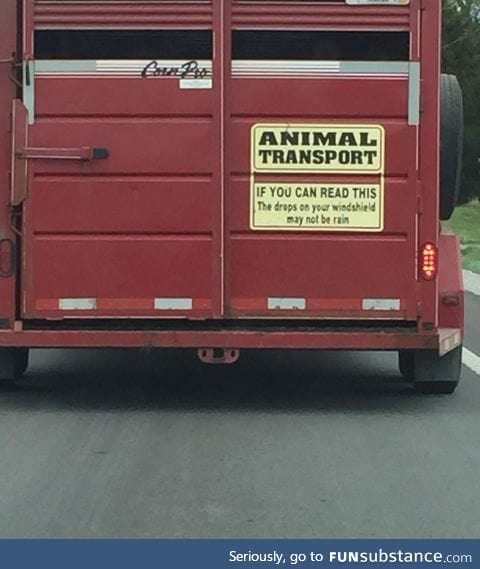 CornPro
ANIMAL
TRANSPORT
IF YOU CAN READ THIS
The drops on your windshield
may not be rain
Seriously, go to FUNsubstance.com